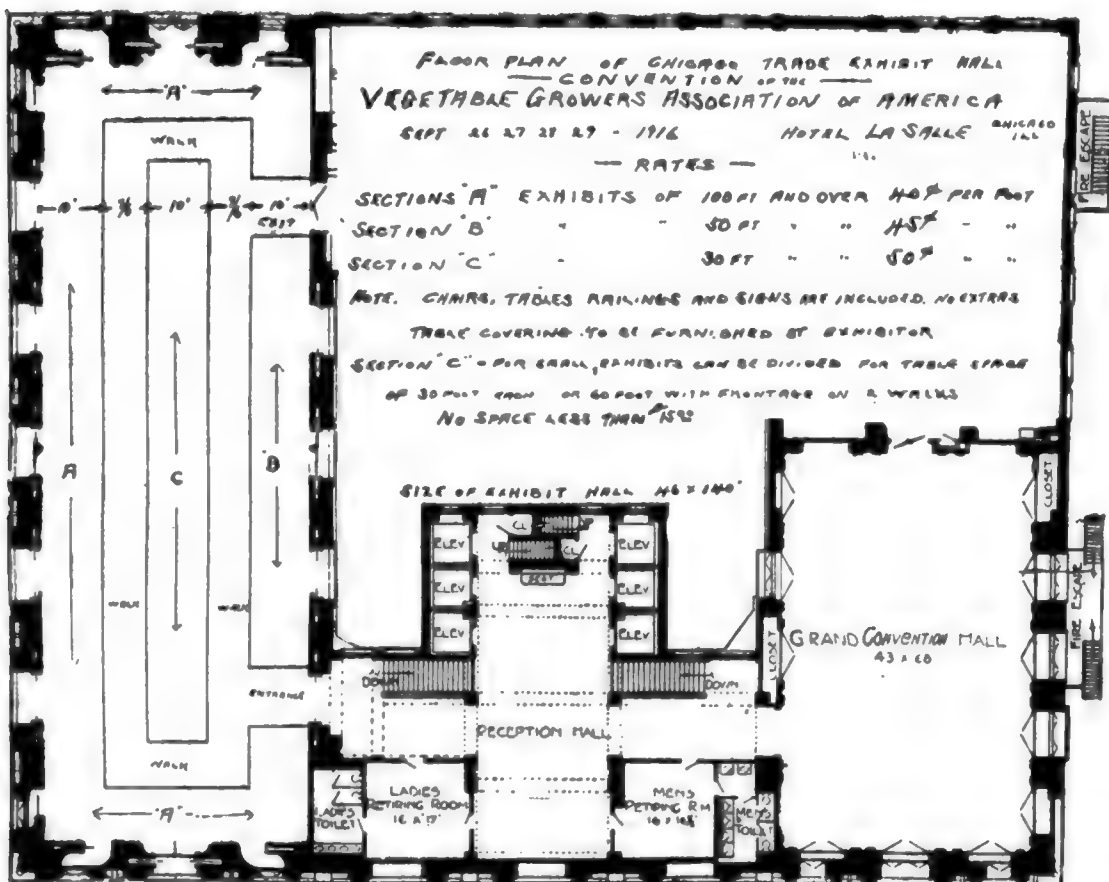 FLOOR PLAN OF CHICAGO TRADE EXHIBIT HALL
CONVENTION OF THE
VEGETABLE GROWERS ASSOCIATION OF AMERICA
SEPT 26 27 28 29 - 1916 HOTEL LA SALLE CHICAGO ILL
— RATES —
SECTIONS "A" EXHIBITS OF 100 FT AND OVER 40¢ PER FOOT
SECTION "B" " " 50 FT " " 45¢ " "
SECTION "C" " 30 FT " " 50¢ " "
NOTE. CHAIRS, TABLES RAILINGS AND SIGNS ARE INCLUDED. NO EXTRAS
TABLE COVERING TO BE FURNISHED BY EXHIBITOR
SECTION "C" - FOR SMALL, EXHIBITS CAN BE DIVIDED FOR TABLE SPACE
OF 30 FOOT EACH OR 60 FOOT WITH FRONTAGE ON 2 WALKS
NO SPACE LESS THAN $15.00
SIZE OF EXHIBIT HALL 46 X 140'
"A"
WALK
10' 10' 10'
A
C
B
WALK
WALK
ENTRANCE
WALK
"A"
CL
UP
CL
ELEV
ELEV
ELEV
ELEV
ELEV
ELEV
DOWN
DOWN
RECEPTION HALL
LADIES
RETIRING ROOM
16 X 17'
LADIES
TOILET
MENS
RETIRING RM
MENS
TOILET
GRAND CONVENTION HALL
CLOSET
CLOSET
FIRE ESCAPE
FIRE ESCAPE